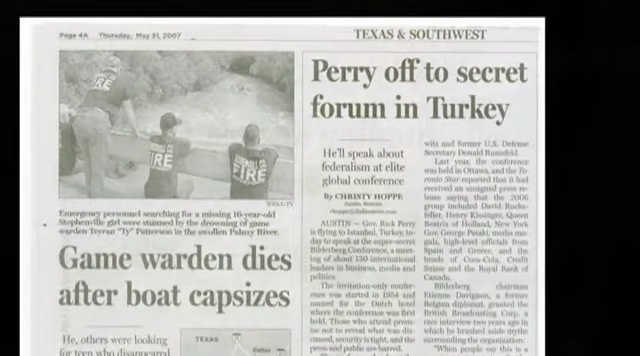 Page 4A Thursday, May 31, 2007
TEXAS & SOUTHWEST
FIRE
FIRE
Emergency personnel searching for a missing 16-year-old
Stephenville girl were stunned by the drowning of game
warden Teyran "Ty" Patterson in the swollen Paluxy River.
Game warden dies
after boat capsizes
He, others were looking
for teen who disappeared
TEXAS
Perry off to secret
forum in Turkey
He'll speak about
federalism at elite
global conference
By CHRISTY HOPPE
Austin Bureau
AUSTIN – Gov. Rick Perry
is flying to Istanbul, Turkey, to-
day to speak at the super-secret
Bilderberg Conference, a meet-
ing of about 130 international
leaders in business, media and
politics.
The invitation-only confer-
ence was started in 1954 and
named for the Dutch hotel
where the conference was first
held. Those who attend prom-
ise not to reveal what was dis-
cussed, security is tight, and the
press and public are barred.
witz and former U.S. Defense
Secretary Donald Rumsfeld.
Last year, the conference
was held in Ottawa, and the To-
ronto Star reported that it had
received an unsigned press re-
lease saying that the 2006
group included David Rocke-
feller, Henry Kissinger, Queen
Beatrix of Holland, New York
Gov. George Pataki, media mo-
guls, high-level officials from
Spain and Greece, and the
heads of Coca-Cola, Credit
Suisse and the Royal Bank of
Canada.
Bilderberg chairman
Etienne Davignon, a former
Belgian diplomat, granted the
British Broadcasting Corp. a
rare interview two years ago in
which he brushed aside myths
surrounding the organization.
"When people say this is a